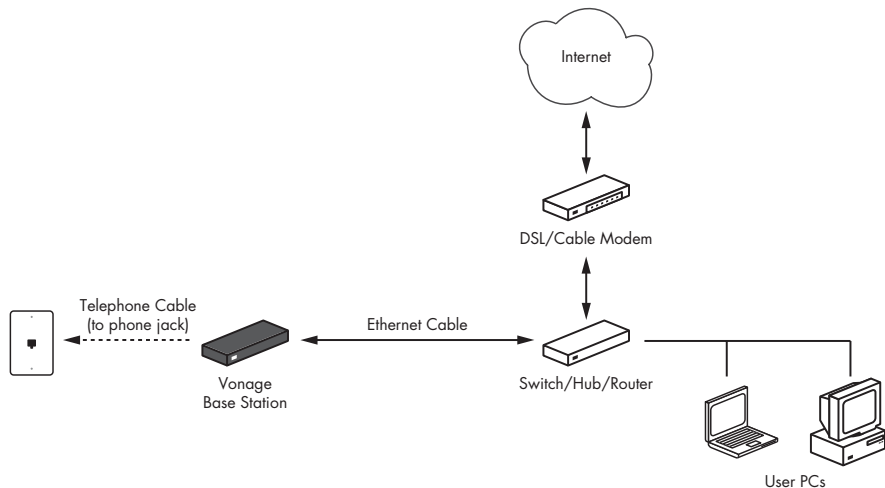 Internet
DSL/Cable Modem
Telephone Cable
(to phone jack)
Ethernet Cable
Vonage
Base Station
Switch/Hub/Router
User PCs